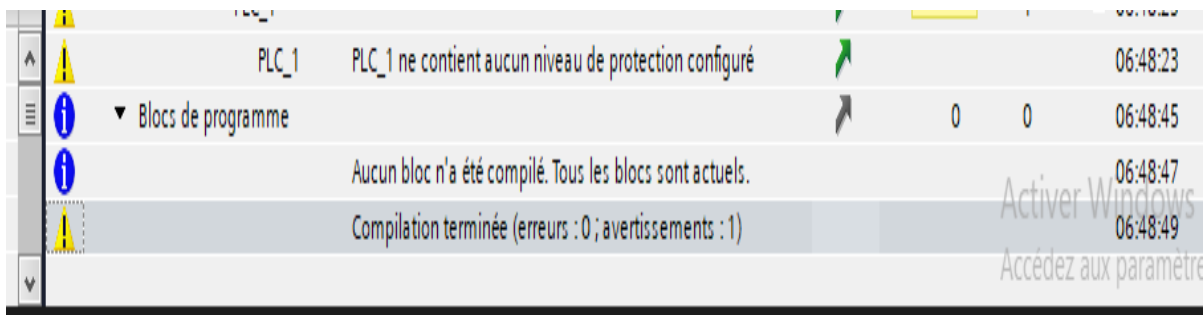 PLC_1 PLC_1 ne contient aucun niveau de protection configuré 06:48:23
Blocs de programme 0 0 06:48:45
Aucun bloc n'a été compilé. Tous les blocs sont actuels. 06:48:47
Compilation terminée (erreurs : 0 ; avertissements : 1) 06:48:49
Activer Windows
Accédez aux